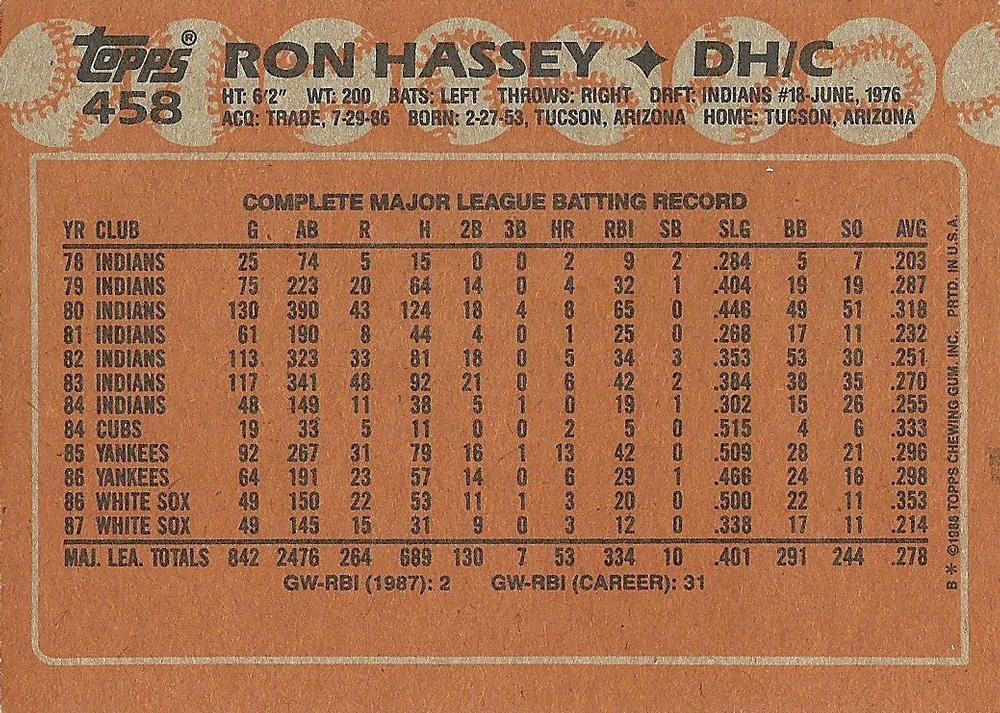 Topps® RON HASSEY ✦ DH/C
458 HT: 6'2" WT: 200 BATS: LEFT THROWS: RIGHT DRFT: INDIANS #18-JUNE, 1976
ACQ: TRADE, 7-29-86 BORN: 2-27-53, TUCSON, ARIZONA HOME: TUCSON, ARIZONA
COMPLETE MAJOR LEAGUE BATTING RECORD
YR CLUB G AB R H 2B 3B HR RBI SB SLG BB SO AVG
78 INDIANS 25 74 5 15 0 0 2 9 2 .284 5 7 .203
79 INDIANS 75 223 20 64 14 0 4 32 1 .404 19 19 .287
80 INDIANS 130 390 43 124 18 4 8 65 0 .446 49 51 .318
81 INDIANS 61 190 8 44 4 0 1 25 0 .268 17 11 .232
82 INDIANS 113 323 33 81 18 0 5 34 3 .353 53 30 .251
83 INDIANS 117 341 48 92 21 0 6 42 2 .384 38 35 .270
84 INDIANS 48 149 11 38 5 1 0 19 1 .302 15 26 .255
84 CUBS 19 33 5 11 0 0 2 5 0 .515 4 6 .333
85 YANKEES 92 267 31 79 16 1 13 42 0 .509 28 21 .296
86 YANKEES 64 191 23 57 14 0 6 29 1 .466 24 16 .298
86 WHITE SOX 49 150 22 53 11 1 3 20 0 .500 22 11 .353
87 WHITE SOX 49 145 15 31 9 0 3 12 0 .338 17 11 .214
MAJ. LEA. TOTALS 842 2476 264 689 130 7 53 334 10 .401 291 244 .278
GW-RBI (1987): 2 GW-RBI (CAREER): 31
B * ©1988 TOPPS CHEWING GUM, INC. PRTD. IN U.S.A.